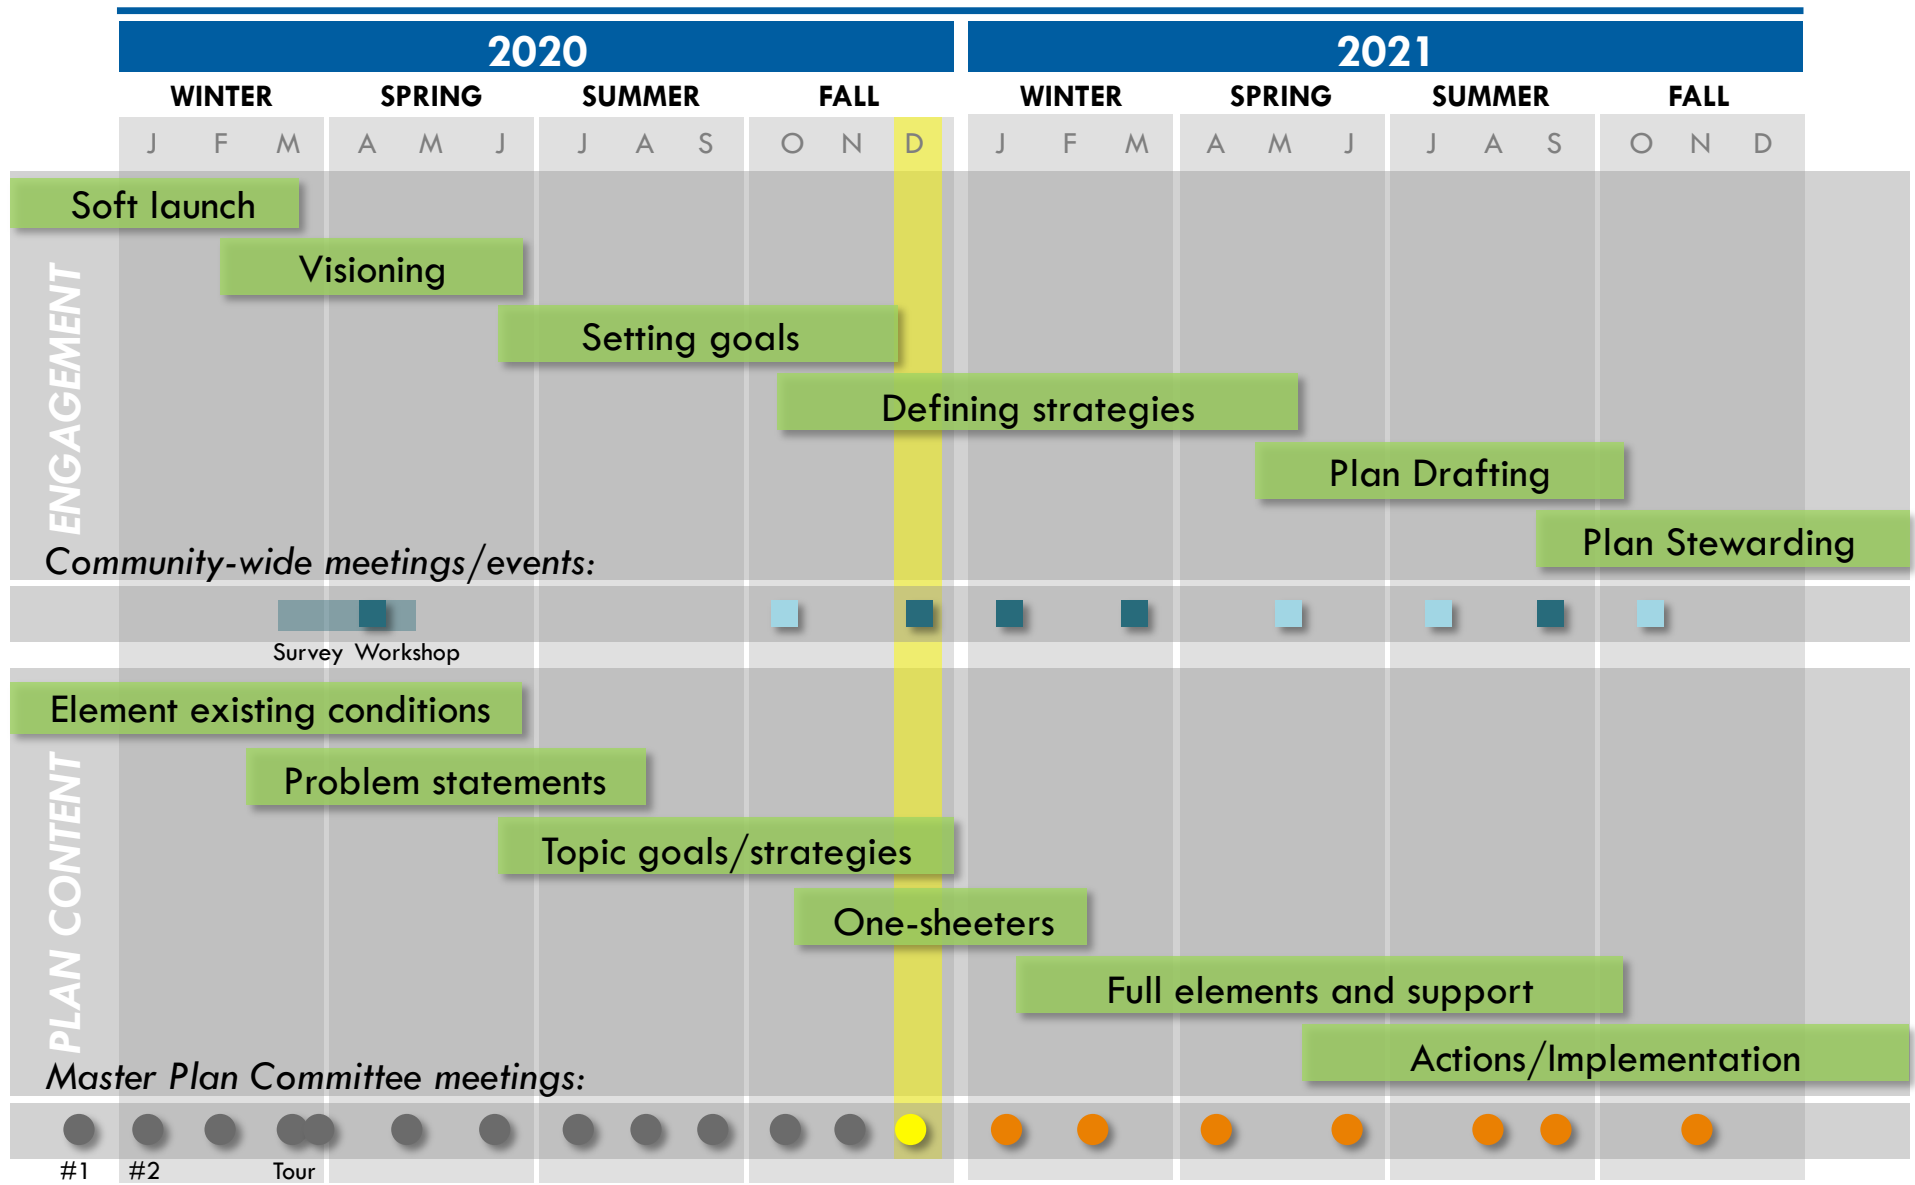 2020 2021
WINTER SPRING SUMMER FALL WINTER SPRING SUMMER FALL
J F M A M J J A S O N D J F M A M J J A S O N D
ENGAGEMENT
Soft launch
Visioning
Setting goals
Defining strategies
Plan Drafting
Plan Stewarding
Community-wide meetings/events:
Survey Workshop
PLAN CONTENT
Element existing conditions
Problem statements
Topic goals/strategies
One-sheeters
Full elements and support
Actions/Implementation
Master Plan Committee meetings:
#1 #2 Tour